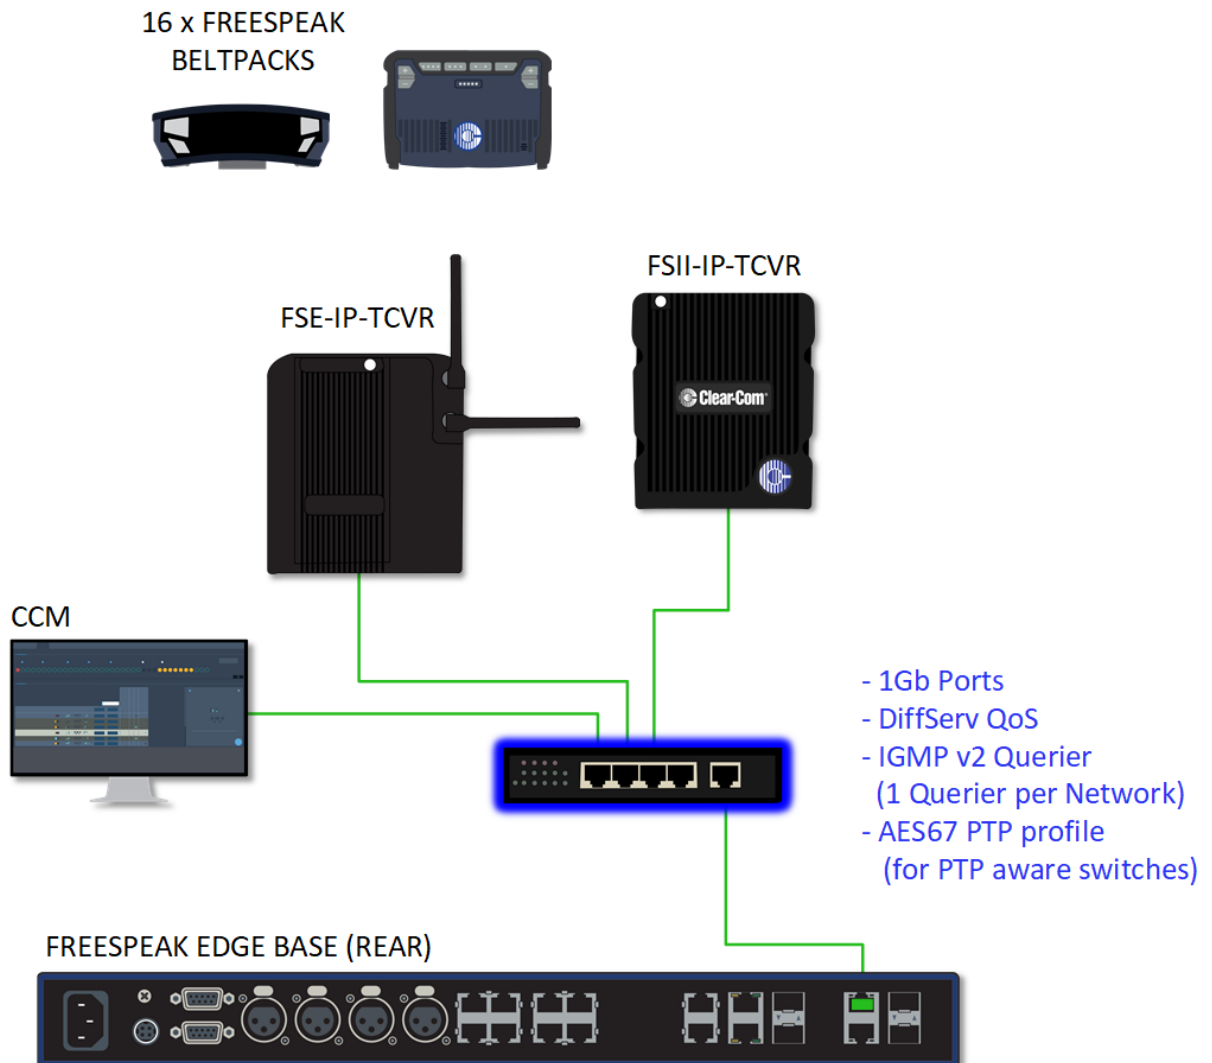 16 x FREESPEAK
BELTPACKS
FSII-IP-TCVR
FSE-IP-TCVR
Clear-Com
CCM
- 1Gb Ports
- DiffServ QoS
- IGMP v2 Querier
(1 Querier per Network)
- AES67 PTP profile
(for PTP aware switches)
FREESPEAK EDGE BASE (REAR)